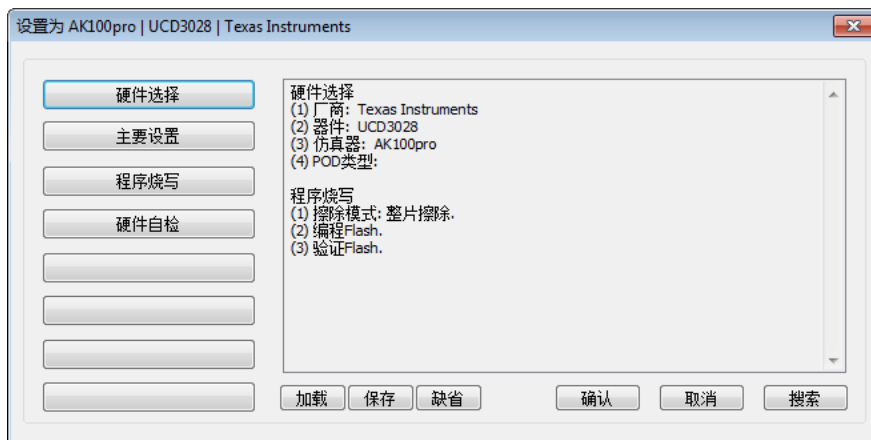 设置为 AK100pro | UCD3028 | Texas Instruments
硬件选择
主要设置
程序烧写
硬件自检
硬件选择
(1) 厂商: Texas Instruments
(2) 器件: UCD3028
(3) 仿真器: AK100pro
(4) POD类型:
程序烧写
(1) 擦除模式: 整片擦除.
(2) 编程Flash.
(3) 验证Flash.
加载 保存 缺省 确认 取消 搜索